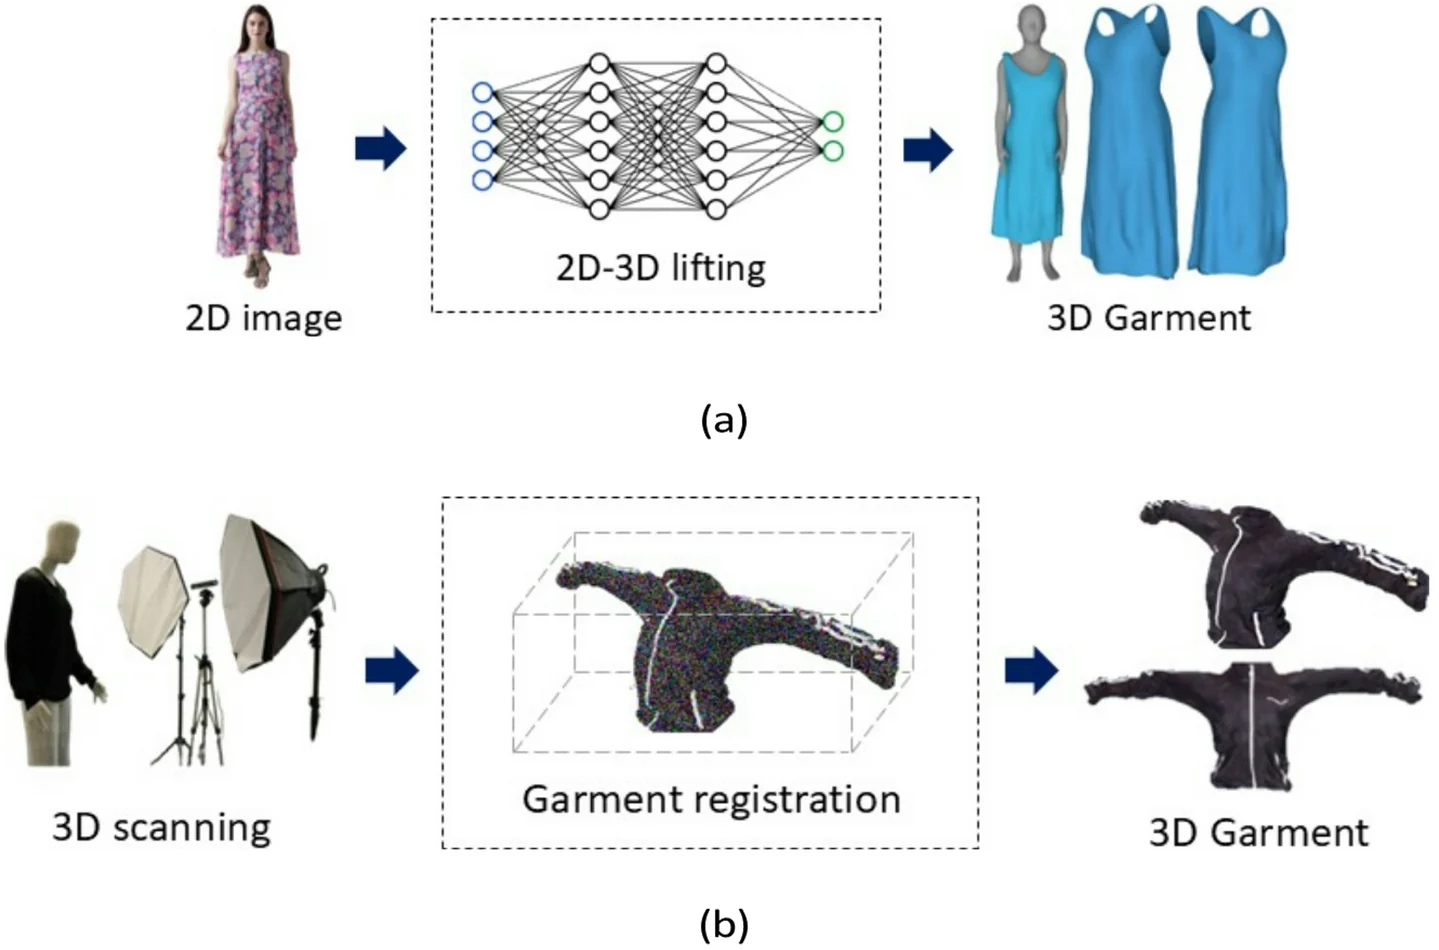 2D-3D lifting
2D image
3D Garment
(a)
Garment registration
3D scanning
3D Garment
(b)